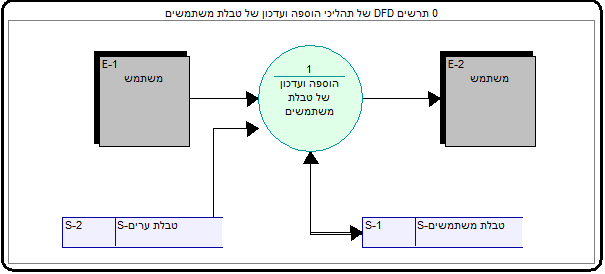 0 תרשים DFD של תהליכי הוספה ועדכון של טבלת משתמשים
E-1
משתמש
1
הוספה ועדכון
של טבלת
משתמשים
E-2
משתמש
S-2
S-טבלת ערים
S-1
S-טבלת משתמשים